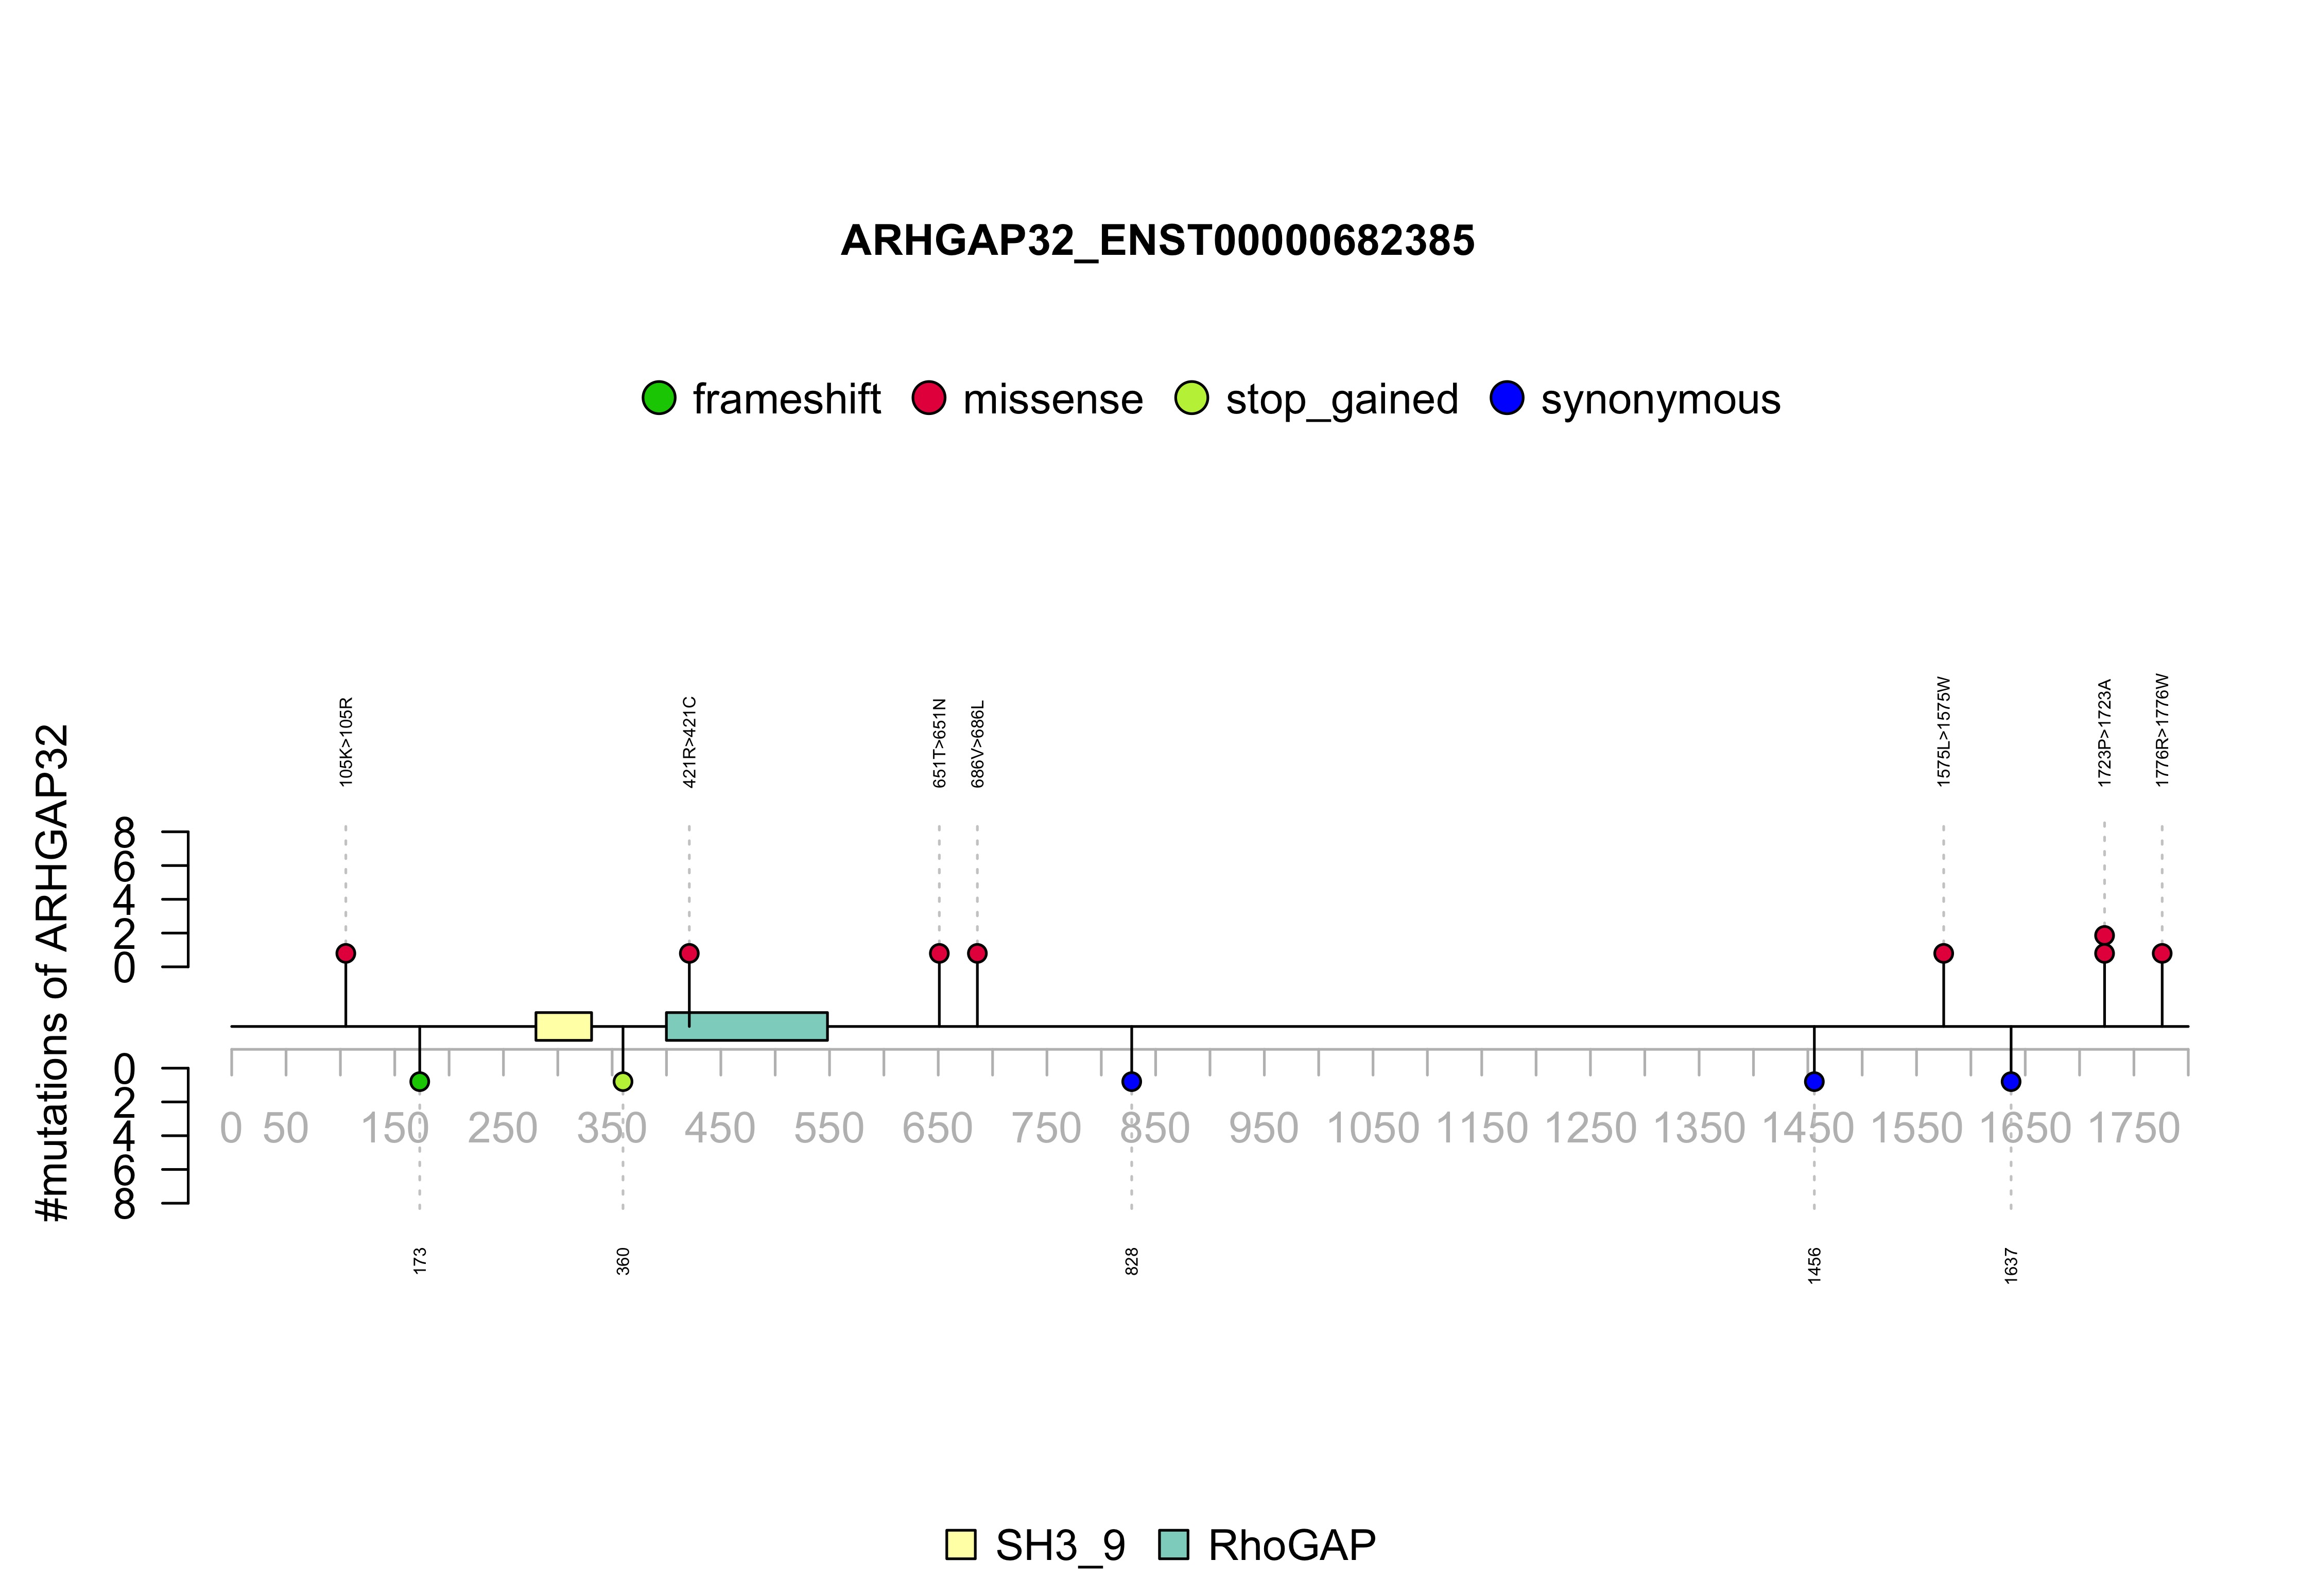 ARHGAP32_ENST00000682385
frameshift missense stop_gained synonymous
105K>105R
421R>421C
651T>651N
686V>686L
1575L>1575W
1723P>1723A
1776R>1776W
#mutations of ARHGAP32
8
6
4
2
0
0
2
4
6
8
0 50 150 250 350 450 550 650 750 850 950 1050 1150 1250 1350 1450 1550 1650 1750
173
360
828
1456
1637
SH3_9 RhoGAP